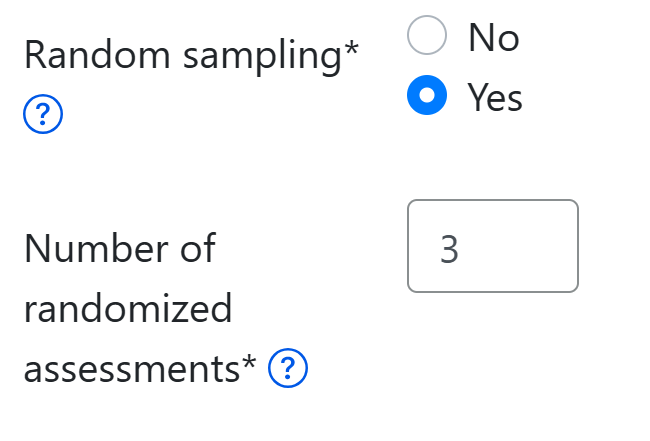 Random sampling*
?
No
Yes
Number of
randomized
assessments* ?
3